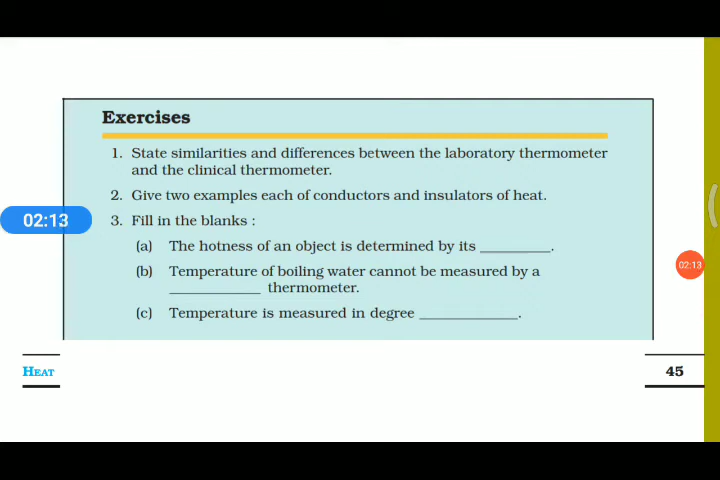 Exercises
1. State similarities and differences between the laboratory thermometer
and the clinical thermometer.
2. Give two examples each of conductors and insulators of heat.
02:13
3. Fill in the blanks :
(a) The hotness of an object is determined by its __________.
02:13
(b) Temperature of boiling water cannot be measured by a
_____________ thermometer.
(c) Temperature is measured in degree ______________.
HEAT
45